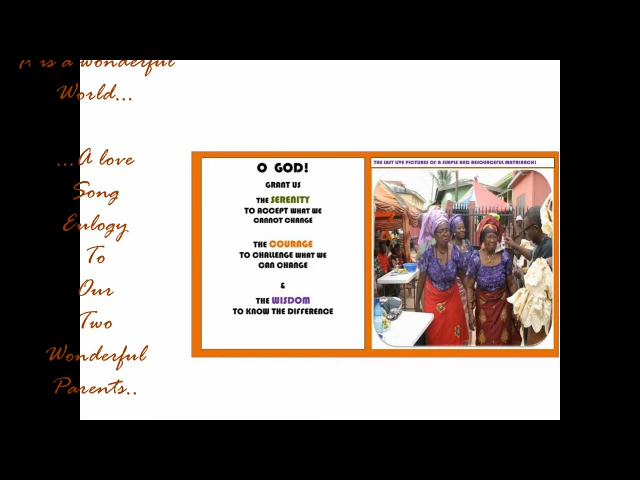 It is a wonderful
World...
...A love
Song
Eulogy
To
Our
Two
Wonderful
Parents..
O GOD!
GRANT US
THE SERENITY
TO ACCEPT WHAT WE
CANNOT CHANGE
THE COURAGE
TO CHALLENGE WHAT WE
CAN CHANGE
&
THE WISDOM
TO KNOW THE DIFFERENCE
THE LAST LIVE PICTURES OF A SIMPLE AND RESOURCEFUL MATRIARCH!